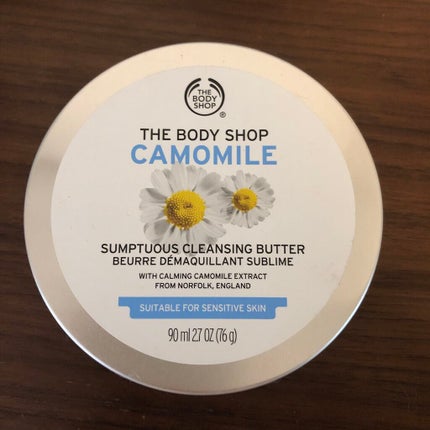 THE
BODY
SHOP
®
THE BODY SHOP
CAMOMILE
SUMPTUOUS CLEANSING BUTTER
BEURRE DÉMAQUILLANT SUBLIME
WITH CALMING CAMOMILE EXTRACT
FROM NORFOLK, ENGLAND
SUITABLE FOR SENSITIVE SKIN
90 ml 2.7 OZ (76 g)